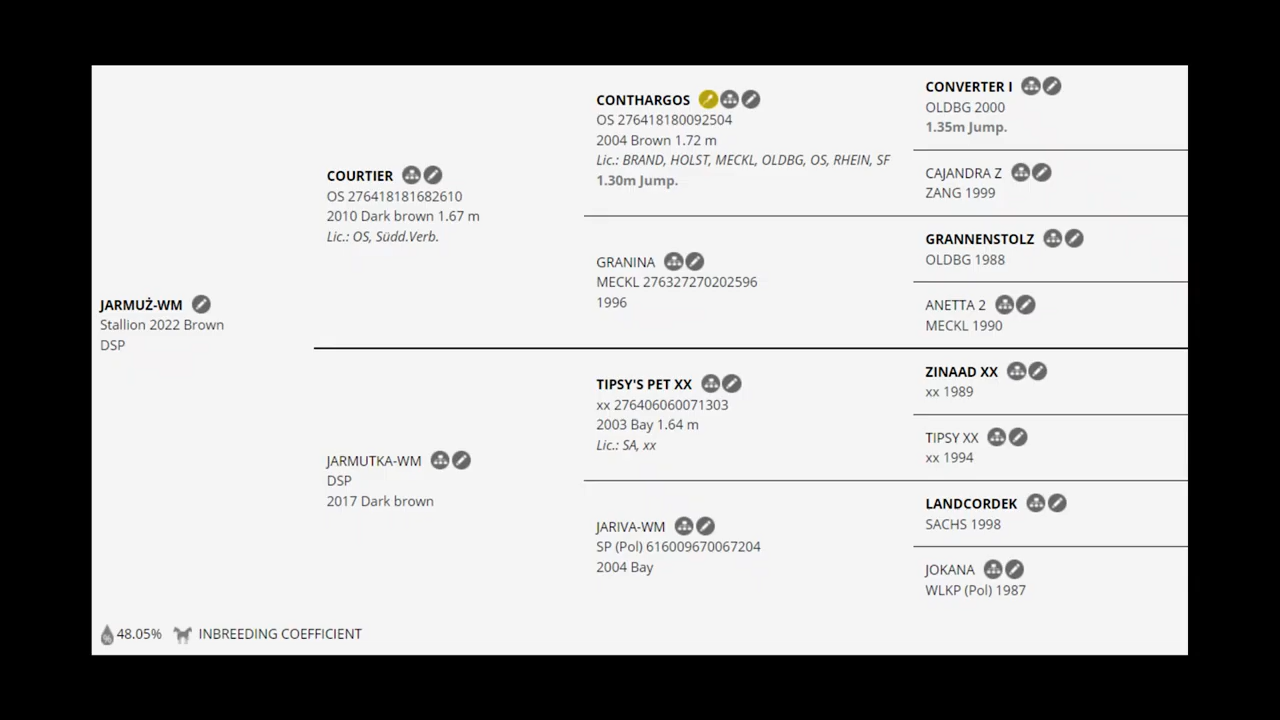 JARMUŻ-WM
Stallion 2022 Brown
DSP
COURTIER
OS 276418181682610
2010 Dark brown 1.67 m
Lic.: OS, Südd.Verb.
JARMUTKA-WM
DSP
2017 Dark brown
CONTHARGOS
OS 276418180092504
2004 Brown 1.72 m
Lic.: BRAND, HOLST, MECKL, OLDBG, OS, RHEIN, SF
1.30m Jump.
GRANINA
MECKL 276327270202596
1996
TIPSY'S PET XX
xx 276406060071303
2003 Bay 1.64 m
Lic.: SA, xx
JARIVA-WM
SP (Pol) 616009670067204
2004 Bay
CONVERTER I
OLDBG 2000
1.35m Jump.
CAJANDRA Z
ZANG 1999
GRANNENSTOLZ
OLDBG 1988
ANETTA 2
MECKL 1990
ZINAAD XX
xx 1989
TIPSY XX
xx 1994
LANDCORDEK
SACHS 1998
JOKANA
WLKP (Pol) 1987
48.05% INBREEDING COEFFICIENT